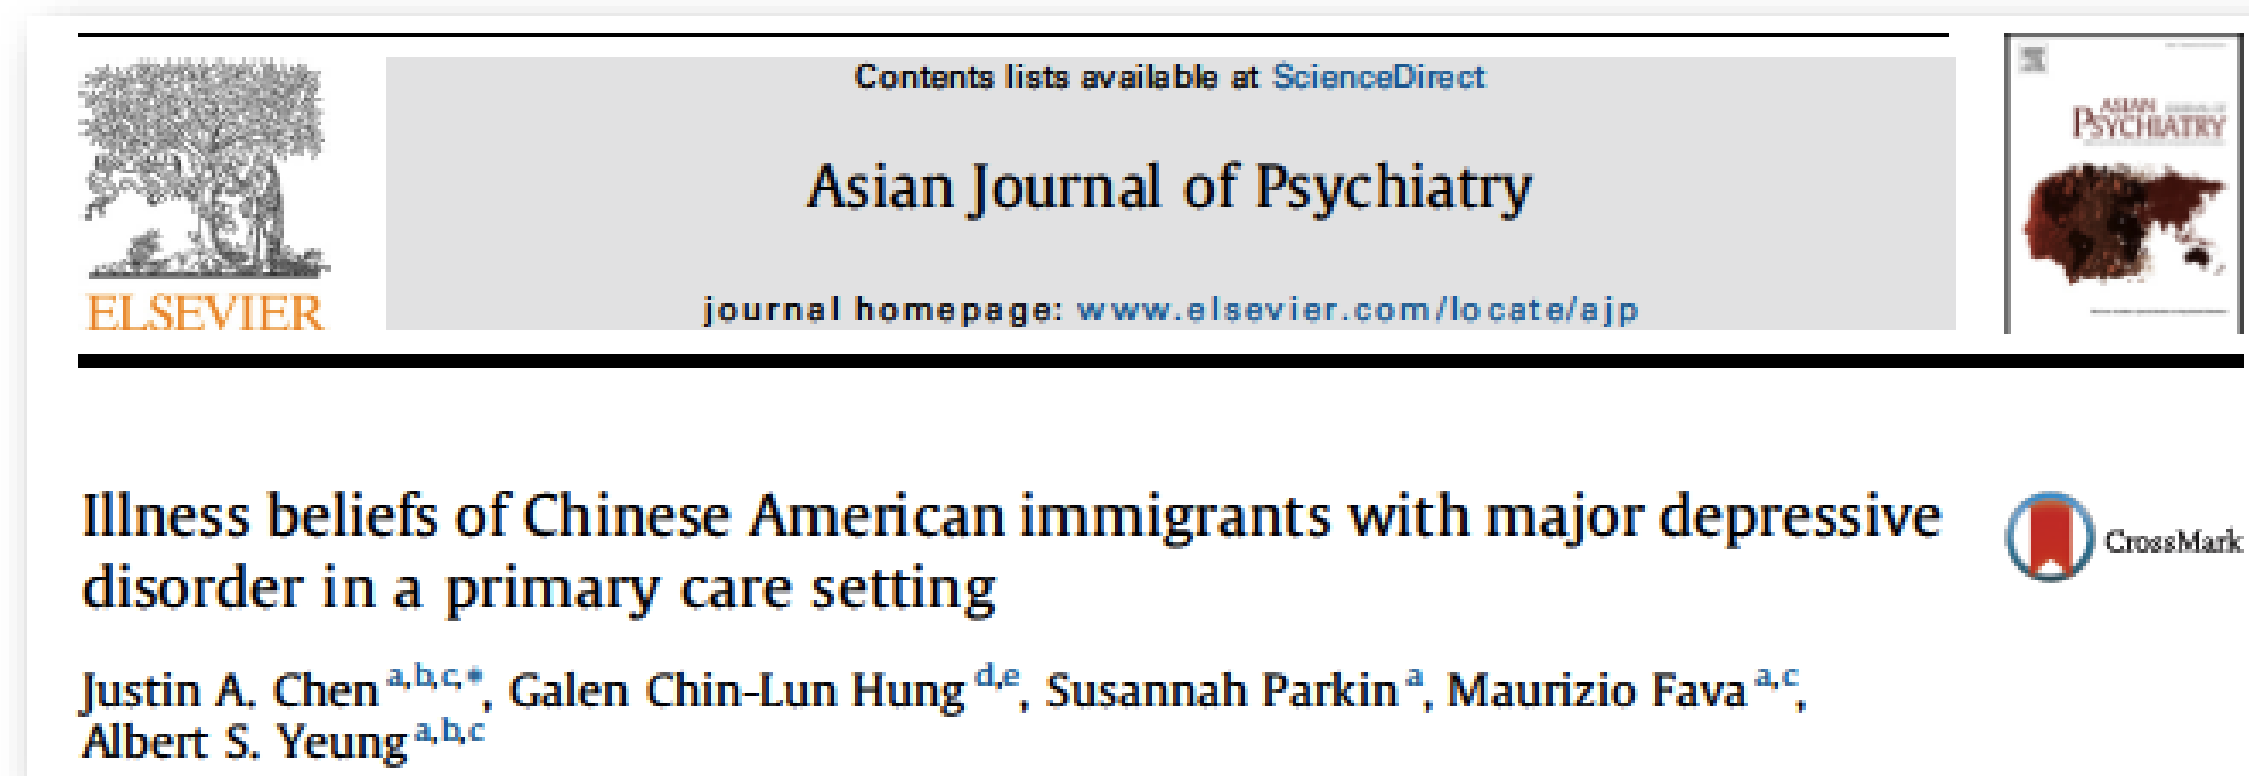 Contents lists available at ScienceDirect
Asian Journal of Psychiatry
journal homepage: www.elsevier.com/locate/ajp
ELSEVIER
ASIAN
PSYCHIATRY
Illness beliefs of Chinese American immigrants with major depressive
disorder in a primary care setting
CrossMark
Justin A. Chen a,b,c,*, Galen Chin-Lun Hung d,e, Susannah Parkin a, Maurizio Fava a,c,
Albert S. Yeung a,b,c